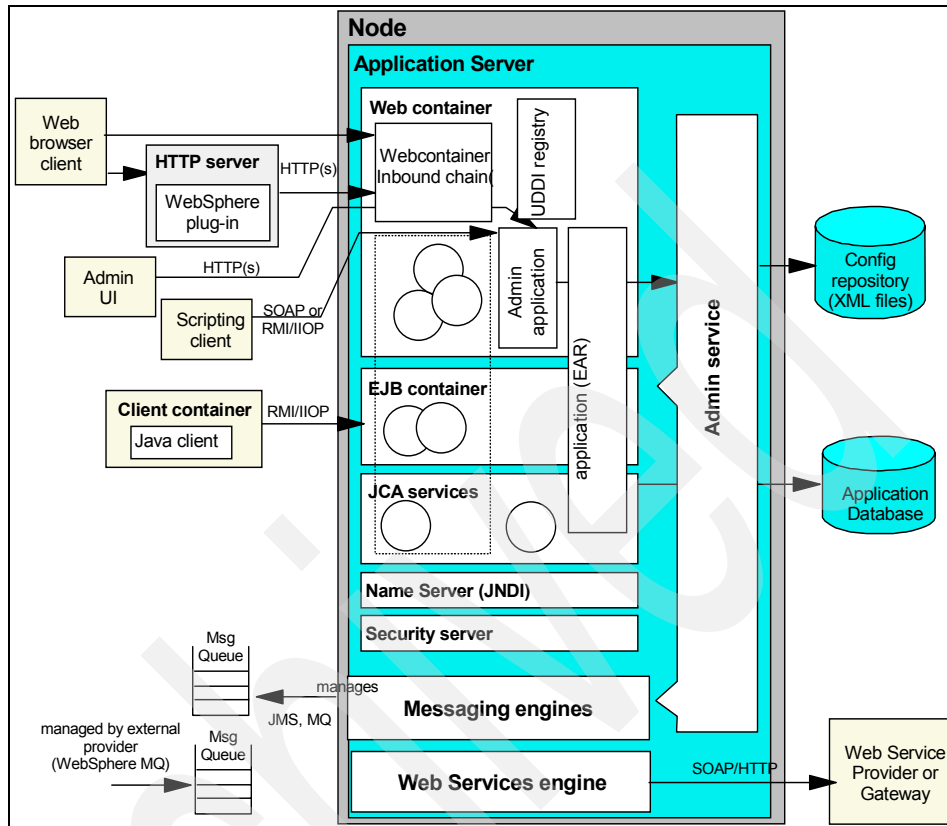 Node
Application Server
Web container
Web
browser
client
HTTP server
WebSphere
plug-in
HTTP(s)
Webcontainer
Inbound chain(
UDDI registry
Admin
UI
HTTP(s)
Scripting
client
SOAP or
RMI/IIOP
Admin
application
application (EAR)
Admin service
Config
repository
(XML files)
Client container
Java client
RMI/IIOP
EJB container
JCA services
Application
Database
Name Server (JNDI)
Security server
Msg
Queue
manages
JMS, MQ
Messaging engines
managed by external
provider
(WebSphere MQ)
Msg
Queue
Web Services engine
SOAP/HTTP
Web Service
Provider or
Gateway